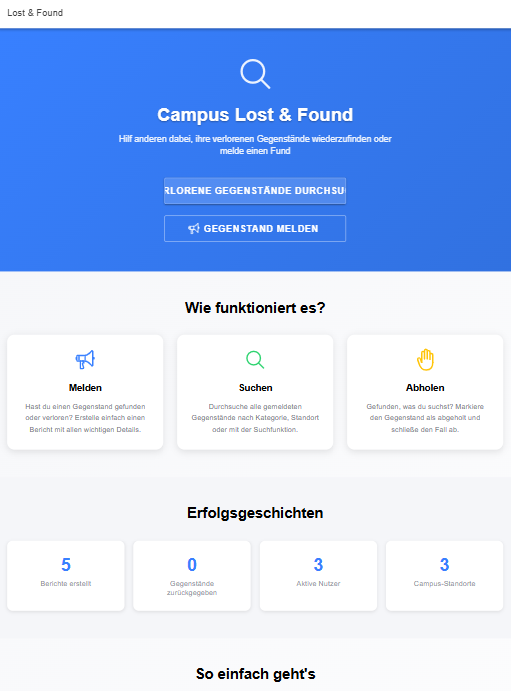 Lost & Found
Campus Lost & Found
Hilf anderen dabei, ihre verlorenen Gegenstände wiederzufinden oder
melde einen Fund
RLORENE GEGENSTÄNDE DURCHSU
GEGENSTAND MELDEN
Wie funktioniert es?
Melden
Hast du einen Gegenstand gefunden
oder verloren? Erstelle einfach einen
Bericht mit allen wichtigen Details.
Suchen
Durchsuche alle gemeldeten
Gegenstände nach Kategorie, Standort
oder mit der Suchfunktion.
Abholen
Gefunden, was du suchst? Markiere
den Gegenstand als abgeholt und
schließe den Fall ab.
Erfolgsgeschichten
5
Berichte erstellt
0
Gegenstände
zurückgegeben
3
Aktive Nutzer
3
Campus-Standorte
So einfach geht's